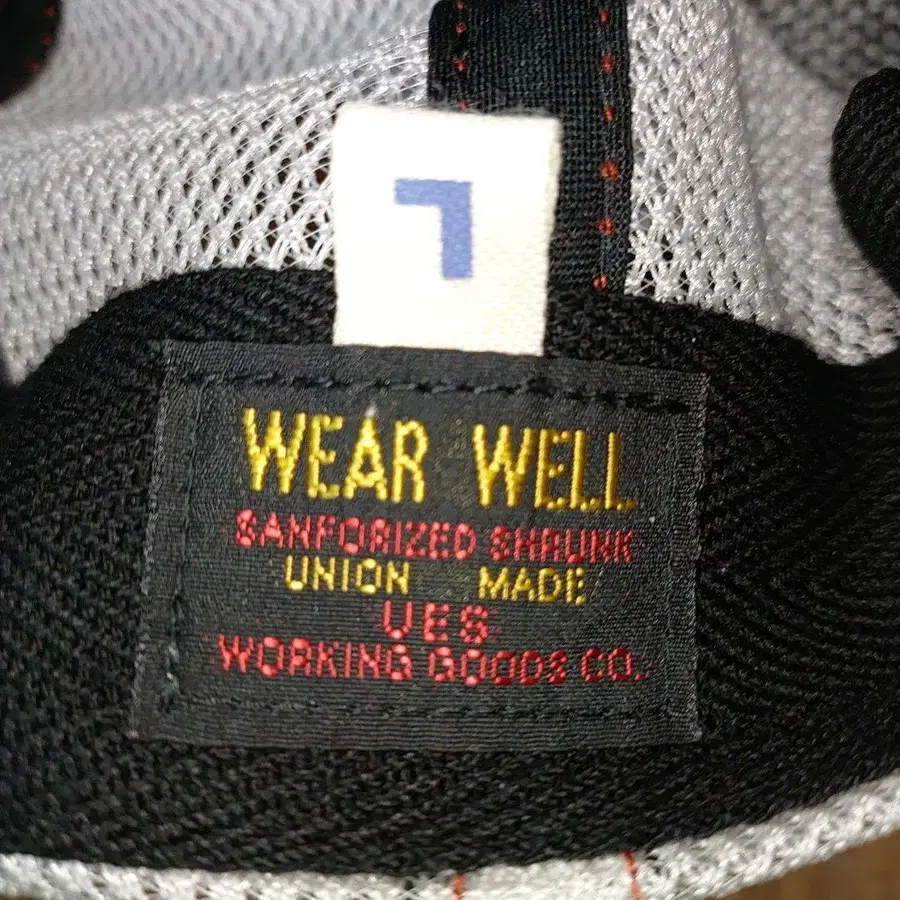 L
WEAR WELL
SANFORIZED SHRUNK
UNION MADE
UES
WORKING GOODS CO.